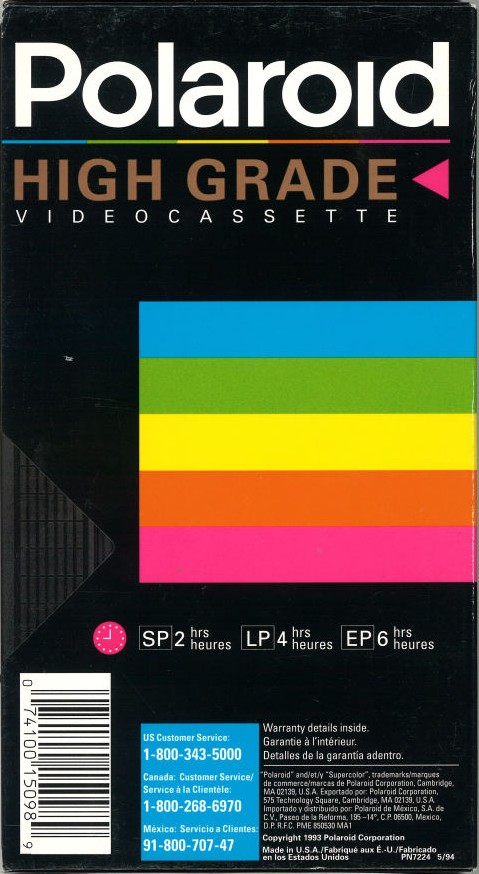 Polaroid
HIGH GRADE
VIDEOCASSETTE
SP 2 hrs heures LP 4 hrs heures EP 6 hrs heures
0 74100 15098 9
US Customer Service:
1-800-343-5000
Canada: Customer Service/
Service à la Clientèle:
1-800-268-6970
México: Servicio a Clientes:
91-800-707-47
Warranty details inside.
Garantie à l'intérieur.
Detalles de la garantía adentro.
"Polaroid" and/et/y "Supercolor", trademarks/marques
de commerce/marcas de Polaroid Corporation, Cambridge,
MA 02139, U.S.A. Exportado por: Polaroid Corporation,
575 Technology Square, Cambridge, MA 02139, U.S.A.
Importado y distribuido por: Polaroid de México, S.A. de
C.V., Paseo de la Reforma, 195 -14°, C.P. 06500, Mexico,
D.P. R.F.C. PME 850530 MA1
Copyright 1993 Polaroid Corporation
Made in U.S.A./Fabriqué aux É.-U./Fabricado
en los Estados Unidos PN7224 5/94